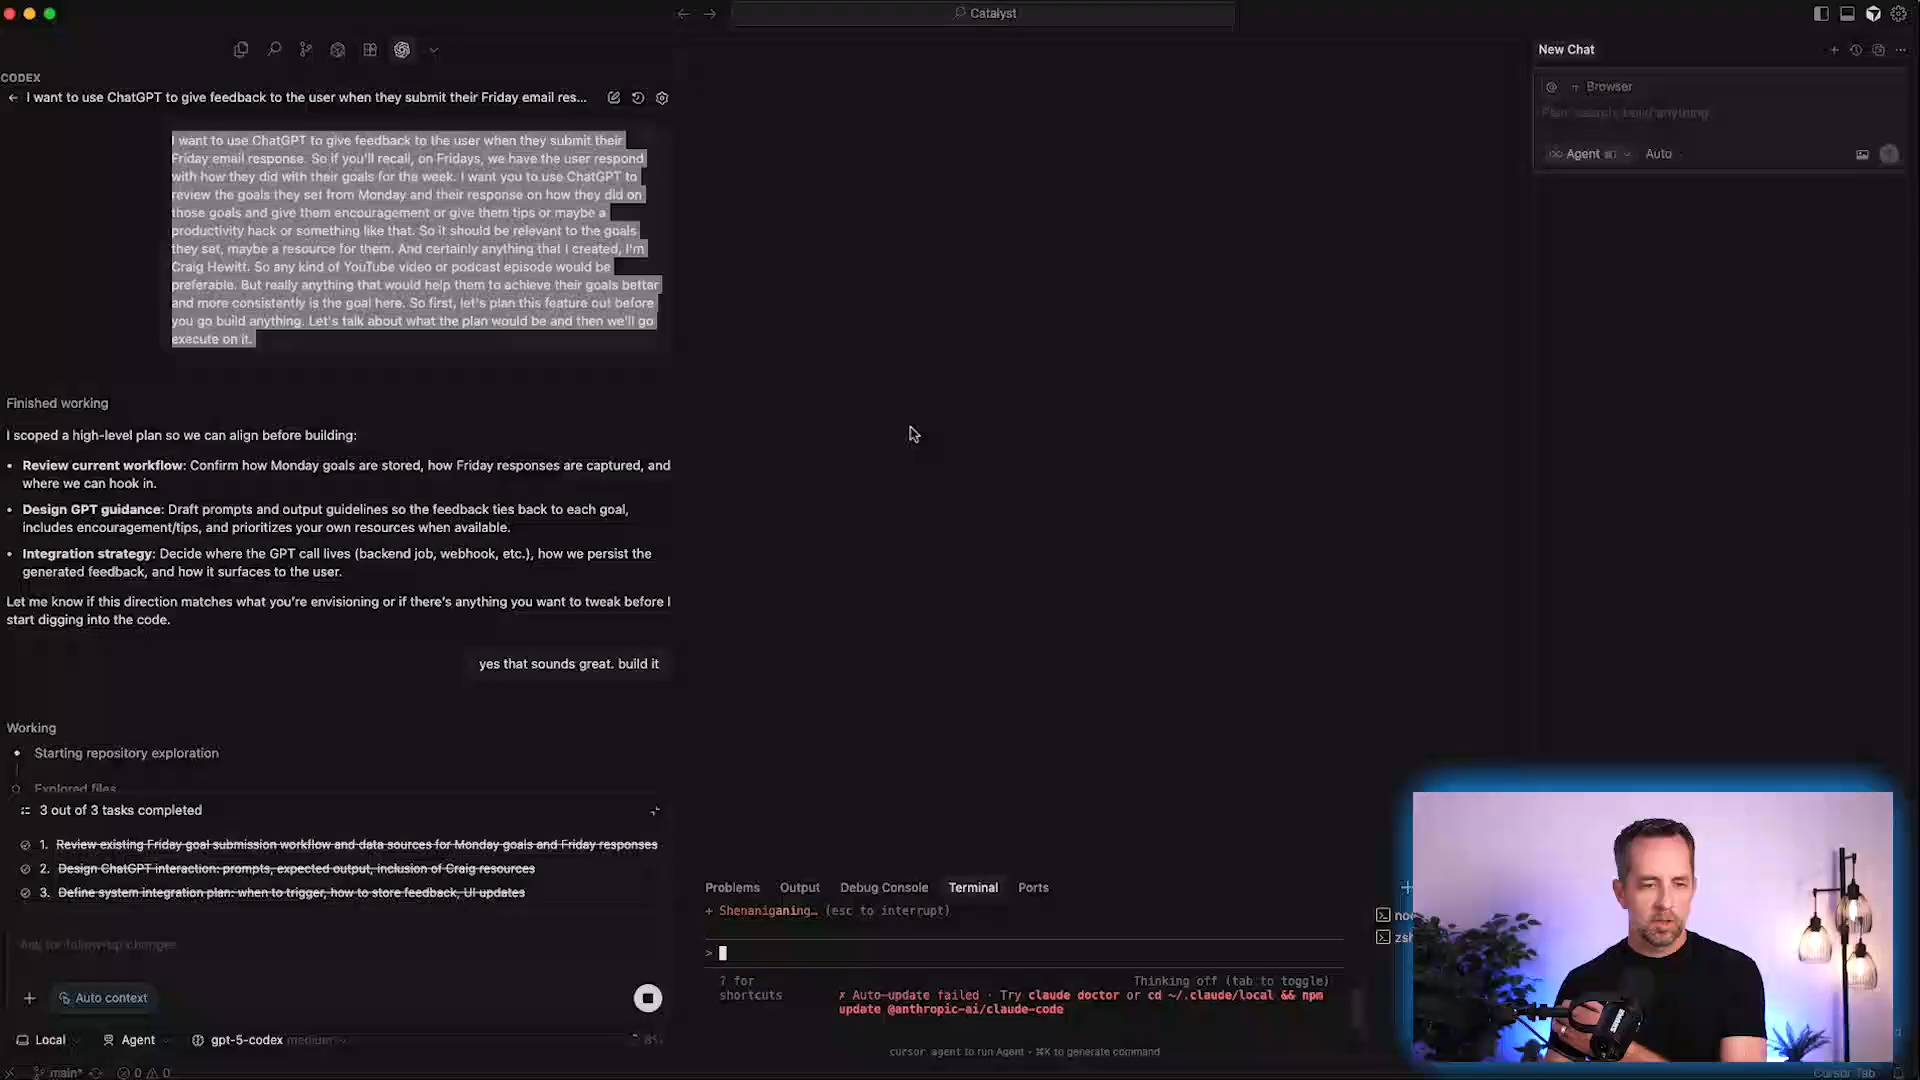 Catalyst
CODEX
I want to use ChatGPT to give feedback to the user when they submit their Friday email res...
I want to use ChatGPT to give feedback to the user when they submit their
Friday email response. So if you'll recall, on Fridays, we have the user respond
with how they did with their goals for the week. I want you to use ChatGPT to
review the goals they set from Monday and their response on how they did on
those goals and give them encouragement or give them tips or maybe a
productivity hack or something like that. So it should be relevant to the goals
they set, maybe a resource for them. And certainly anything that I created, I'm
Craig Hewitt. So any kind of YouTube video or podcast episode would be
preferable. But really anything that would help them to achieve their goals better
and more consistently is the goal here. So first, let's plan this feature out before
you go build anything. Let's talk about what the plan would be and then we'll go
execute on it.
Finished working
I scoped a high-level plan so we can align before building:
• Review current workflow: Confirm how Monday goals are stored, how Friday responses are captured, and
where we can hook in.
• Design GPT guidance: Draft prompts and output guidelines so the feedback ties back to each goal,
includes encouragement/tips, and prioritizes your own resources when available.
• Integration strategy: Decide where the GPT call lives (backend job, webhook, etc.), how we persist the
generated feedback, and how it surfaces to the user.
Let me know if this direction matches what you're envisioning or if there's anything you want to tweak before I
start digging into the code.
yes that sounds great. build it
Working
Starting repository exploration
Explored files
3 out of 3 tasks completed
1. Review existing Friday goal submission workflow and data sources for Monday goals and Friday responses
2. Design ChatGPT interaction: prompts, expected output, inclusion of Craig resources
3. Define system integration plan: when to trigger, how to store feedback, UI updates
Ask for follow-up changes
+ Auto context
Local Agent gpt-5-codex medium
main* 0 0
Problems Output Debug Console Terminal Ports
+ Shenaniganing… (esc to interrupt)
>
? for shortcuts
Thinking off (tab to toggle)
✗ Auto-update failed · Try claude doctor or cd ~/.claude/local && npm
update @anthropic-ai/claude-code
cursor agent to run Agent - ⌘K to generate command
zsh
New Chat
@ + Browser
Plan, search, build anything
Agent Auto
Cursor Tab